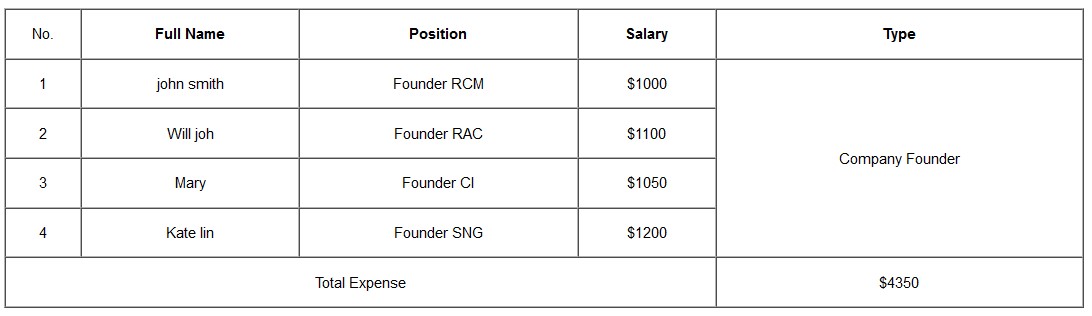 No. Full Name Position Salary Type
1 john smith Founder RCM $1000
2 Will joh Founder RAC $1100
Company Founder
3 Mary Founder CI $1050
4 Kate lin Founder SNG $1200
Total Expense $4350